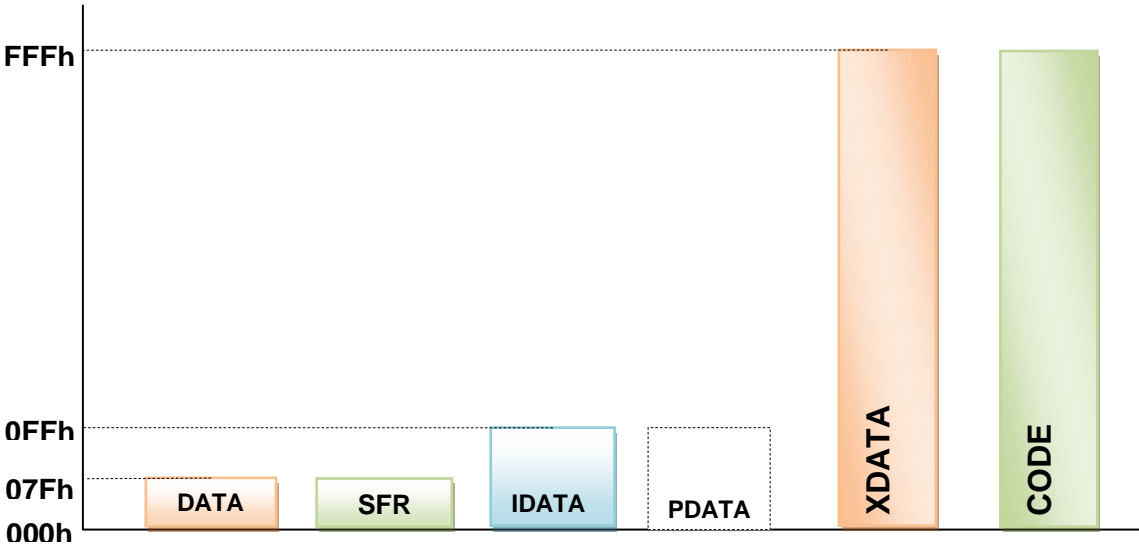 FFFh
0FFh
07Fh
000h
DATA
SFR
IDATA
PDATA
XDATA
CODE